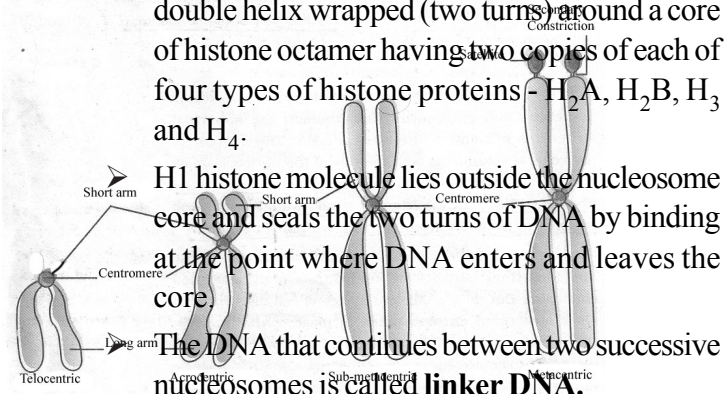 double helix wrapped (two turns) around a core
Secondary
Constriction
of histone octamer having two copies of each of
Satellite
four types of histone proteins - H2A, H2B, H3
and H4.
➢ H1 histone molecule lies outside the nucleosome
Short arm
Short arm
Centromere
core and seals the two turns of DNA by binding
at the point where DNA enters and leaves the
Centromere
core.
➢ The DNA that continues between two successive
Long arm
nucleosomes is called linker DNA.
Telocentric
Acrocentric
Sub-metacentric
Metacentric